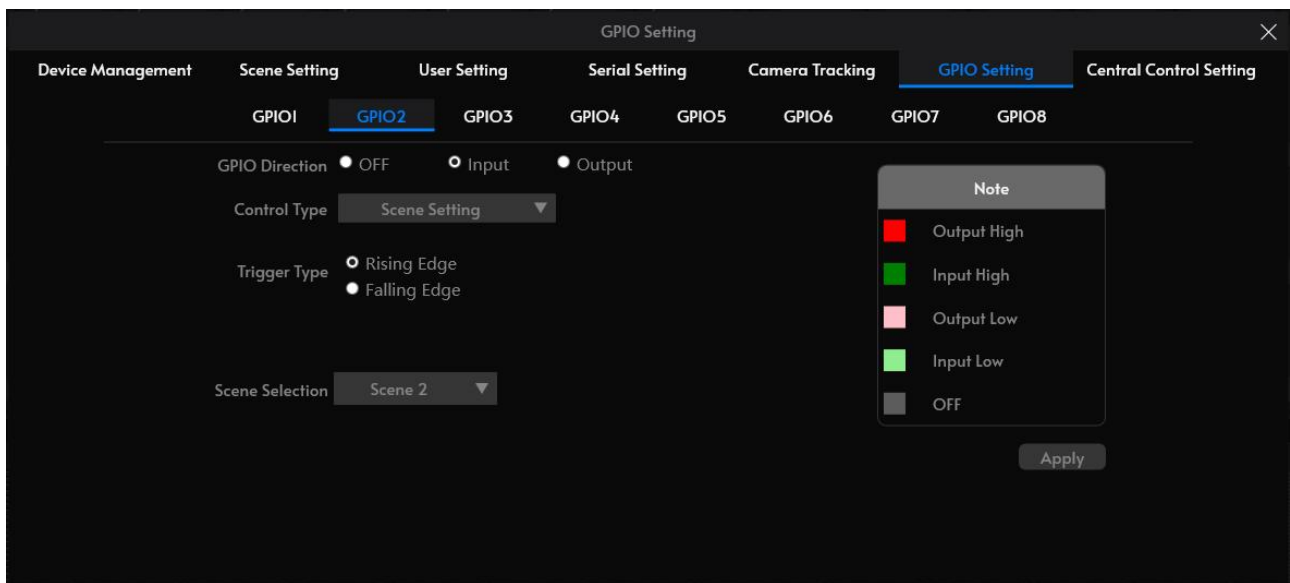 GPIO Setting
Device Management Scene Setting User Setting Serial Setting Camera Tracking GPIO Setting Central Control Setting
GPIO1 GPIO2 GPIO3 GPIO4 GPIO5 GPIO6 GPIO7 GPIO8
GPIO Direction OFF Input Output
Control Type Scene Setting
Trigger Type Rising Edge
Falling Edge
Scene Selection Scene 2
Note
Output High
Input High
Output Low
Input Low
OFF
Apply